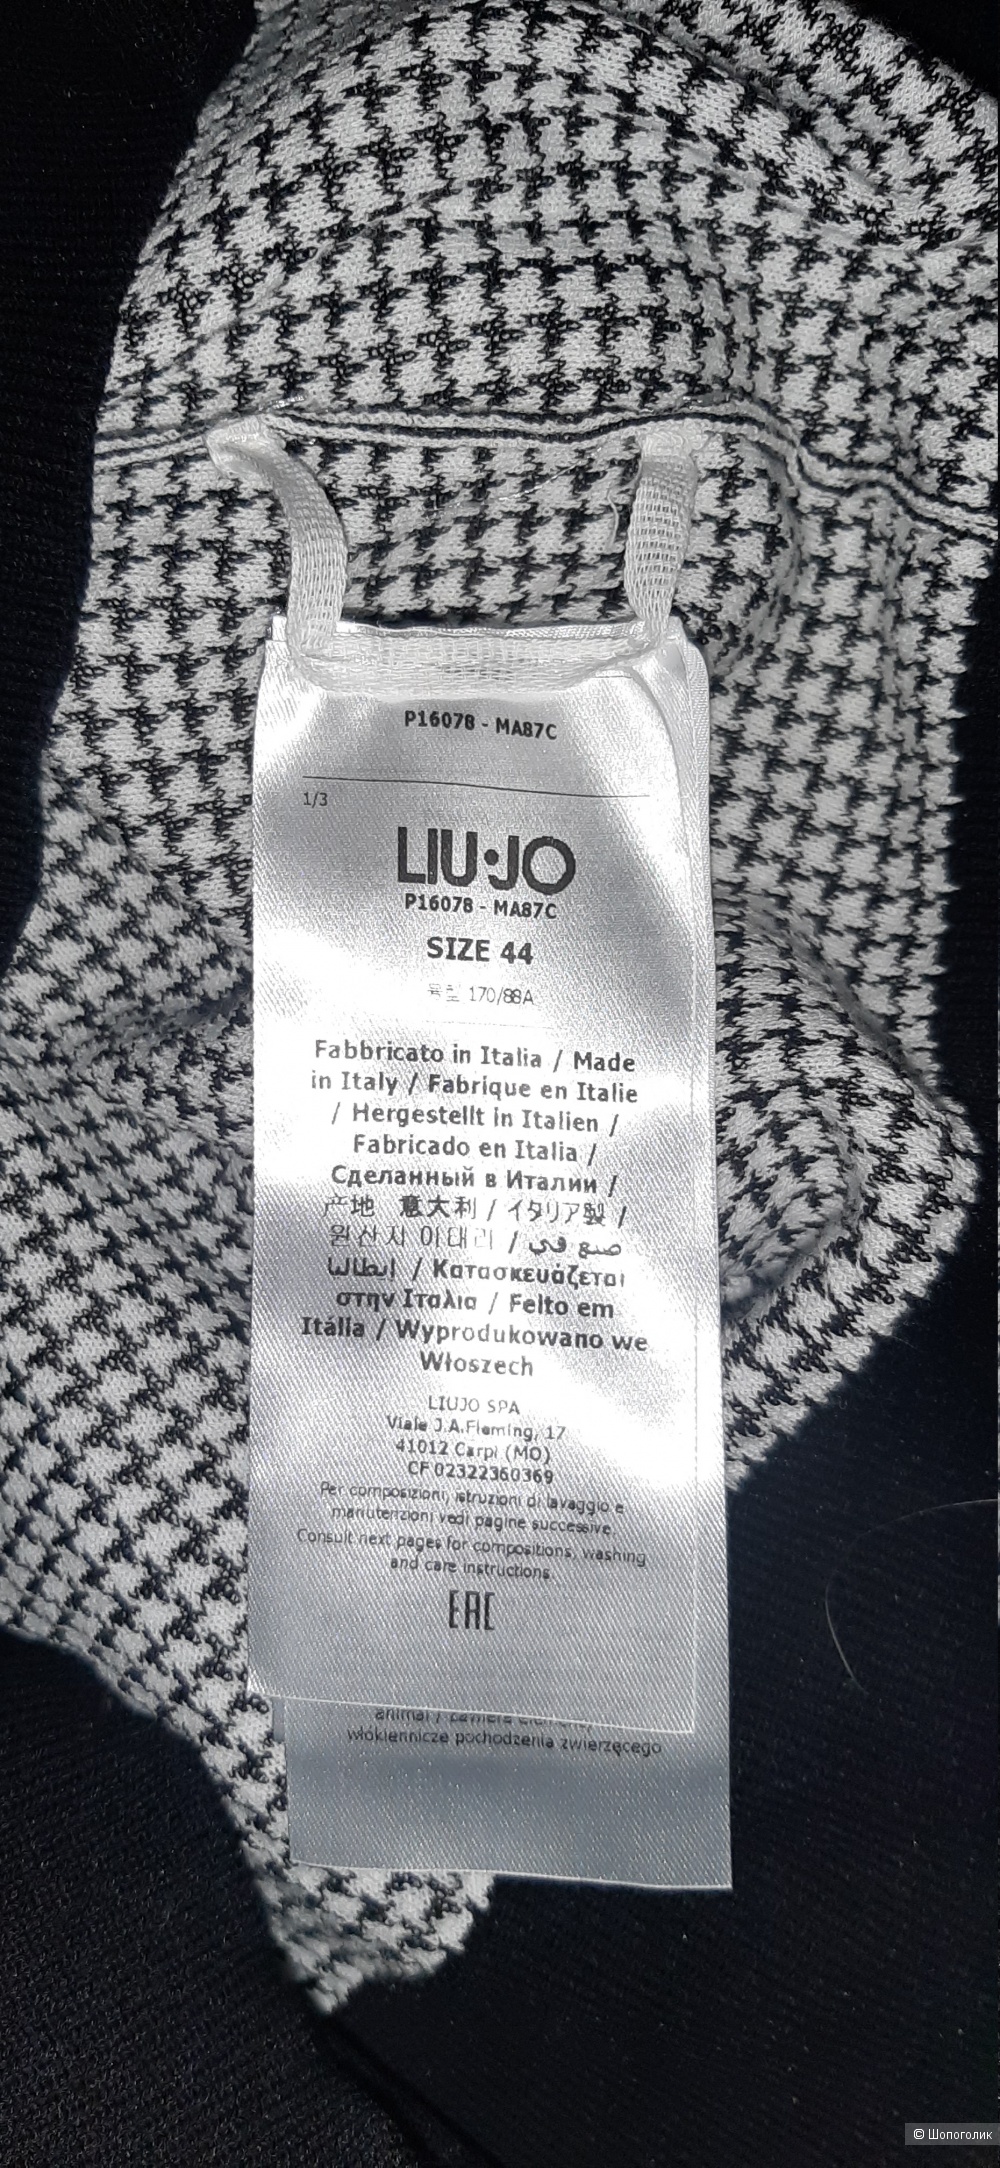 P16078 - MA87C
1/3
LIU·JO
P16078 - MA87C
SIZE 44
170/88A
Fabbricato in Italia / Made
in Italy / Fabrique en Italie
/ Hergestellt in Italien /
Fabricado en Italia /
Сделанный в Италии /
产地 意大利 / イタリア製 /
원산지 이태리 / صنع في
إيطاليا / Κατασκευάζεται
στην Ιταλια / Feito em
Itália / Wyprodukowano we
Włoszech
LIUJO SPA
Viale J.A.Fleming, 17
41012 Carpi (MO)
CF 02322360369
Per composizioni, istruzioni di lavaggio e
manutenzioni vedi pagine successive.
Consult next pages for compositions, washing
and care instructions.
EAC
animal / zawiera
włókiennicze pochodzenia zwierzęcego
© Шопоголик